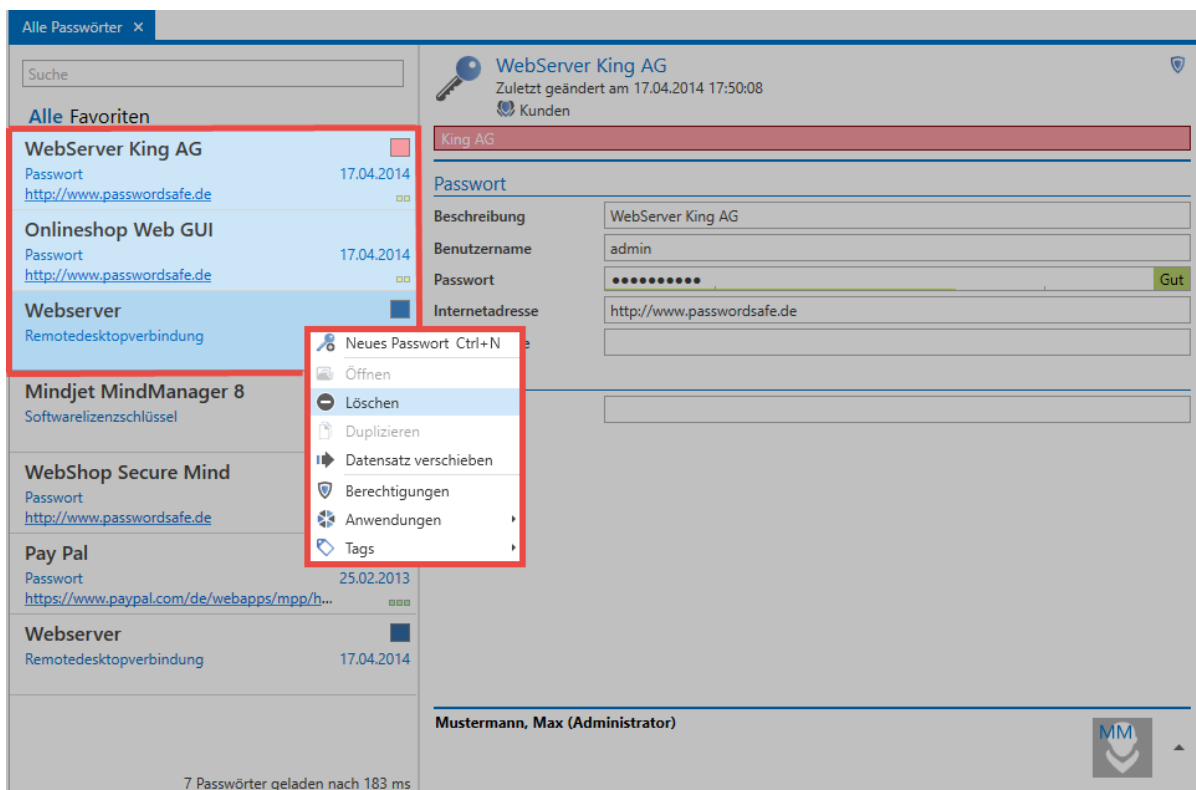 Alle Passwörter ×
Suche
Alle Favoriten
WebServer King AG
Passwort 17.04.2014
http://www.passwordsafe.de
Onlineshop Web GUI
Passwort 17.04.2014
http://www.passwordsafe.de
Webserver
Remotedesktopverbindung
Mindjet MindManager 8
Softwarelizenzschlüssel
WebShop Secure Mind
Passwort
http://www.passwordsafe.de
Pay Pal
Passwort 25.02.2013
https://www.paypal.com/de/webapps/mpp/h...
Webserver
Remotedesktopverbindung 17.04.2014
7 Passwörter geladen nach 183 ms
Neues Passwort Ctrl+N
Öffnen
Löschen
Duplizieren
Datensatz verschieben
Berechtigungen
Anwendungen
Tags
WebServer King AG
Zuletzt geändert am 17.04.2014 17:50:08
Kunden
King AG
Passwort
Beschreibung WebServer King AG
Benutzername admin
Passwort ●●●●●●●●●● Gut
Internetadresse http://www.passwordsafe.de
Mustermann, Max (Administrator)
MM